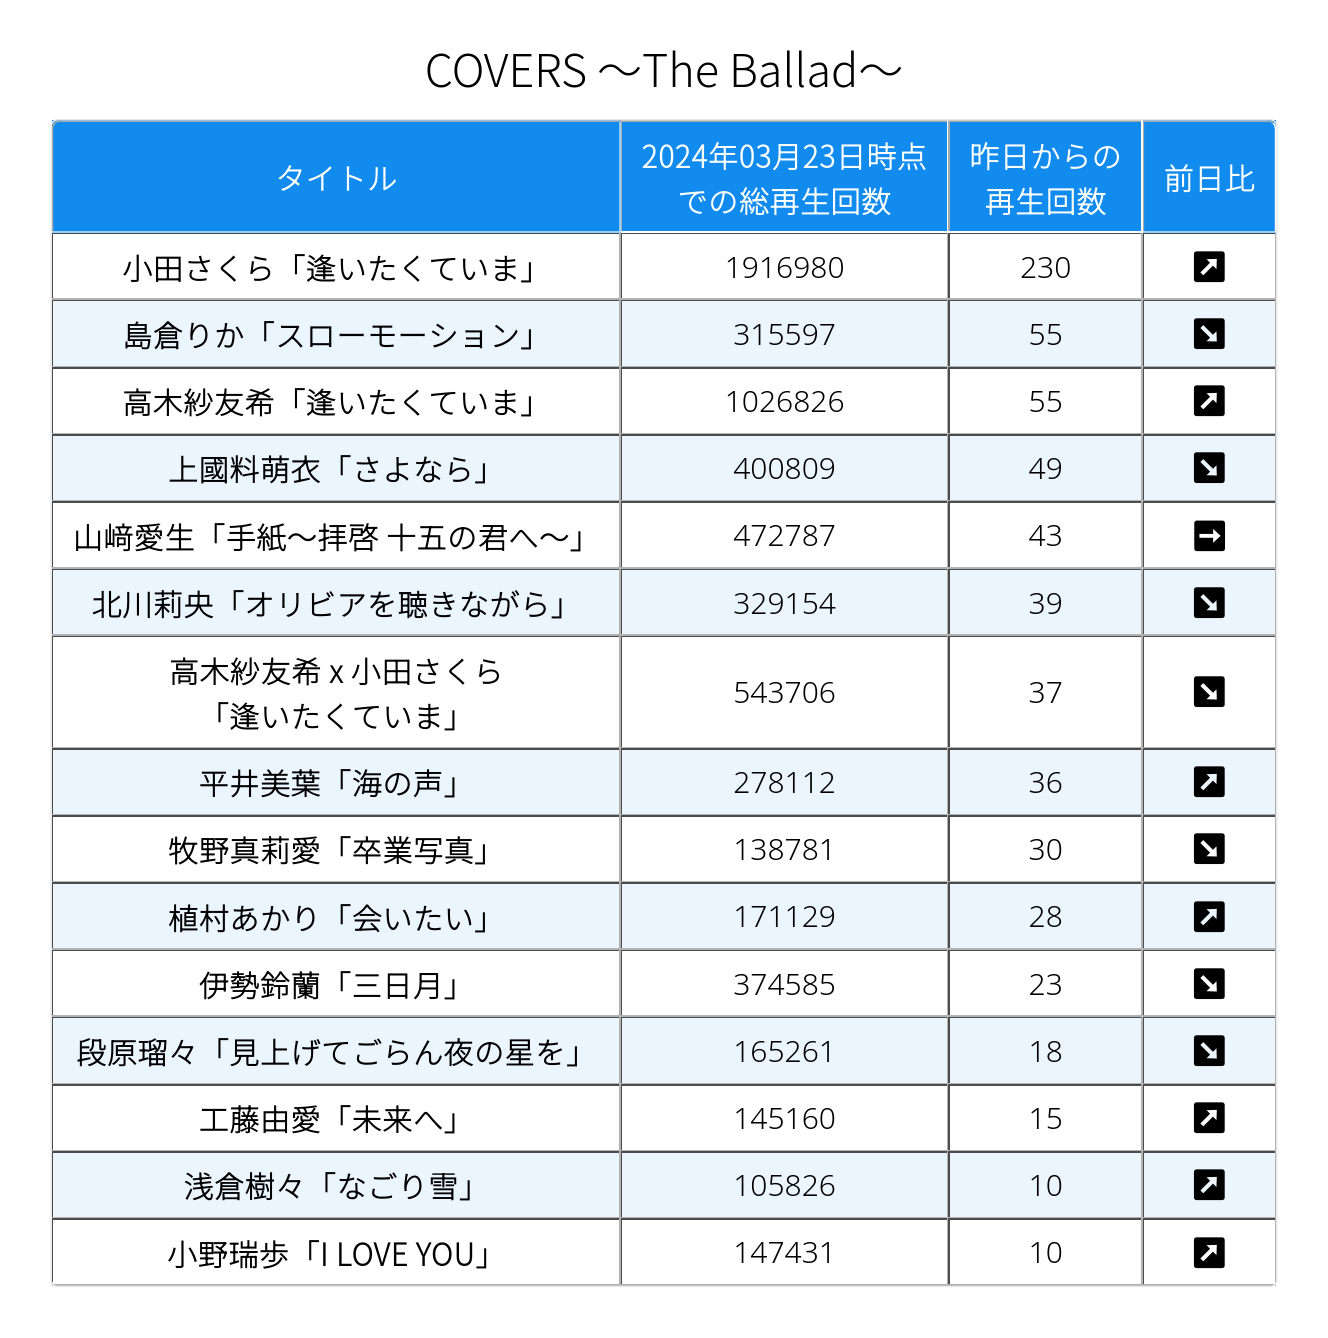 COVERS ～The Ballad～
タイトル
2024年03月23日時点
での総再生回数
昨日からの
再生回数
前日比
小田さくら「逢いたくていま」 1916980 230 ↗
島倉りか「スローモーション」 315597 55 ↘
高木紗友希「逢いたくていま」 1026826 55 ↗
上國料萌衣「さよなら」 400809 49 ↘
山﨑愛生「手紙～拝啓 十五の君へ～」 472787 43 →
北川莉央「オリビアを聴きながら」 329154 39 ↘
高木紗友希 x 小田さくら
「逢いたくていま」 543706 37 ↘
平井美葉「海の声」 278112 36 ↗
牧野真莉愛「卒業写真」 138781 30 ↘
植村あかり「会いたい」 171129 28 ↗
伊勢鈴蘭「三日月」 374585 23 ↘
段原瑠々「見上げてごらん夜の星を」 165261 18 ↘
工藤由愛「未来へ」 145160 15 ↗
浅倉樹々「なごり雪」 105826 10 ↗
小野瑞歩「I LOVE YOU」 147431 10 ↗